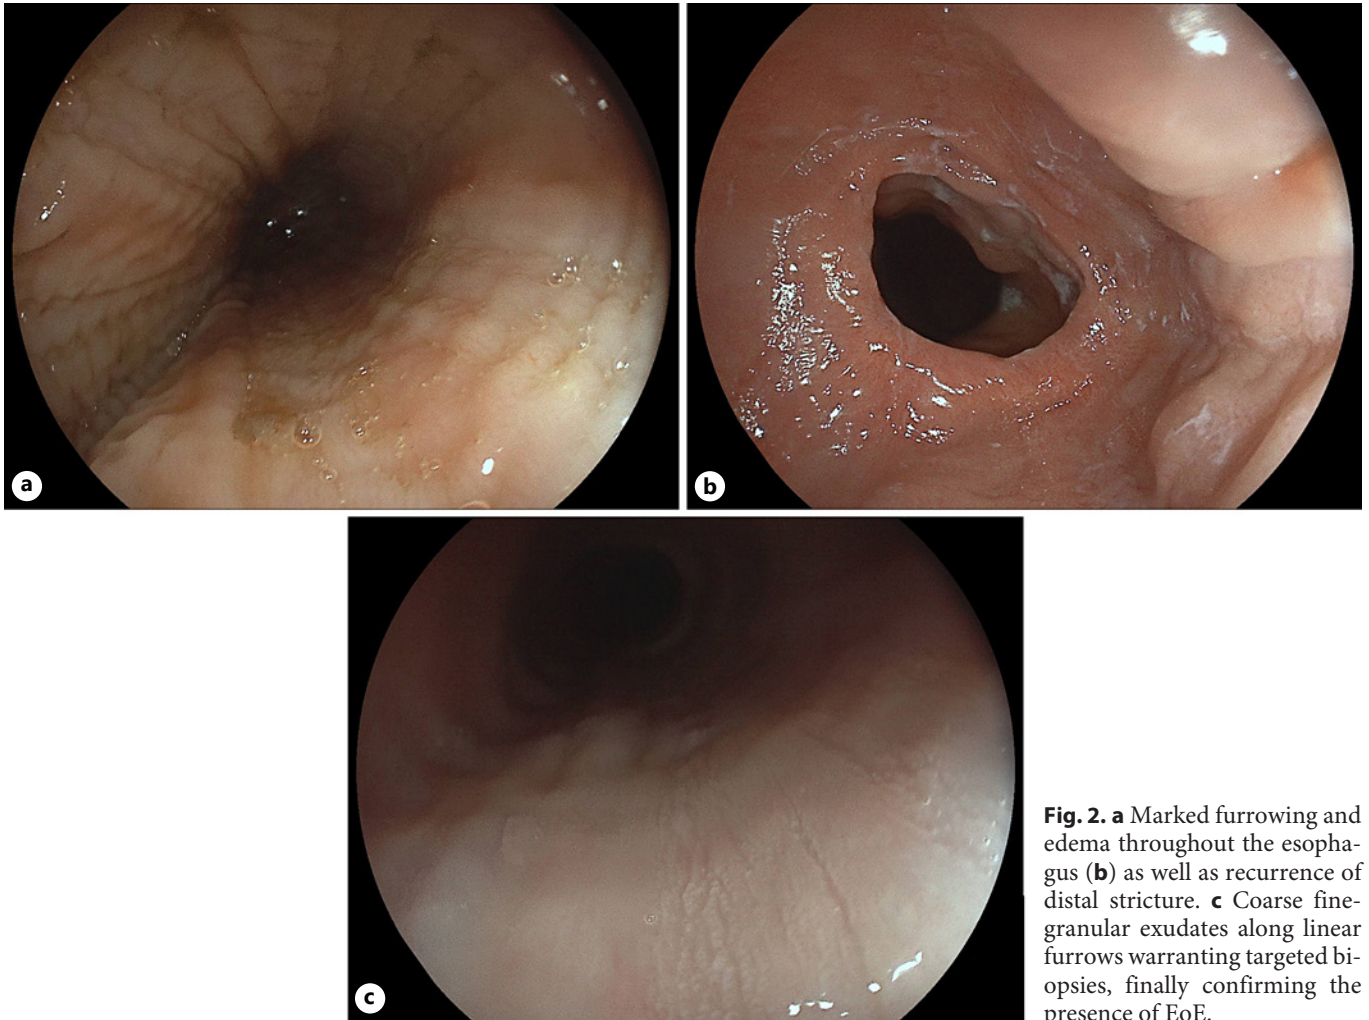 a
b
c
Fig. 2. a Marked furrowing and
edema throughout the esopha-
gus (b) as well as recurrence of
distal stricture. c Coarse fine-
granular exudates along linear
furrows warranting targeted bi-
opsies, finally confirming the
presence of EoE.